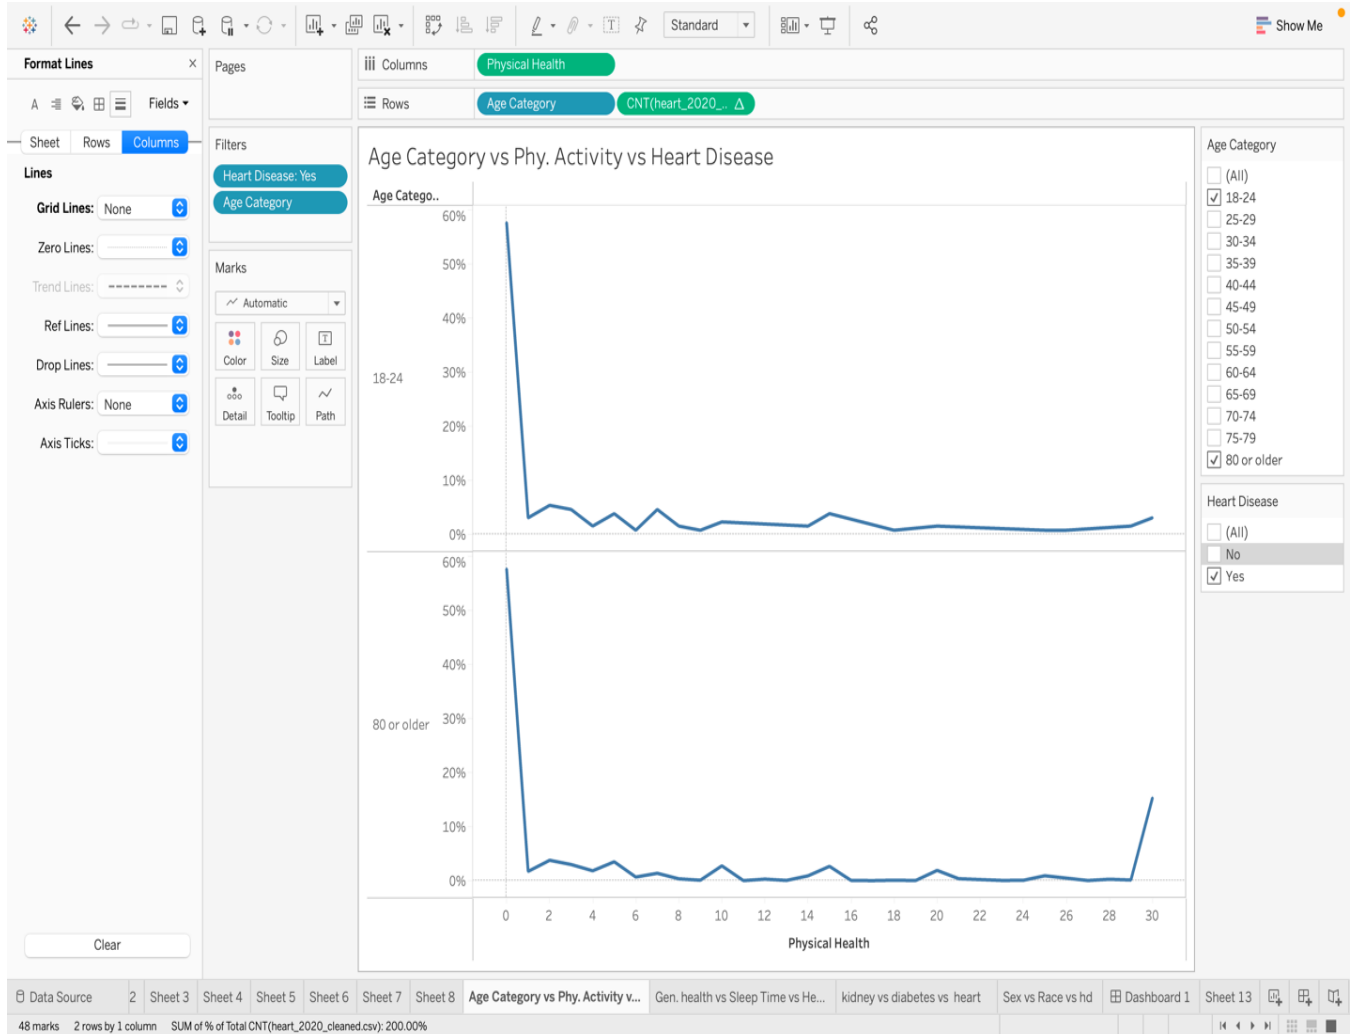 Standard
Show Me
Format Lines
Fields
Sheet Rows Columns
Lines
Grid Lines: None
Zero Lines:
Trend Lines:
Ref Lines:
Drop Lines:
Axis Rulers: None
Axis Ticks:
Clear
Pages
Filters
Heart Disease: Yes
Age Category
Marks
Automatic
Color Size Label
Detail Tooltip Path
Columns Physical Health
Rows Age Category CNT(heart_2020_.. Δ
Age Category vs Phy. Activity vs Heart Disease
Age Catego..
18-24
60%
50%
40%
30%
20%
10%
0%
80 or older
60%
50%
40%
30%
20%
10%
0%
0 2 4 6 8 10 12 14 16 18 20 22 24 26 28 30
Physical Health
Age Category
(All)
18-24
25-29
30-34
35-39
40-44
45-49
50-54
55-59
60-64
65-69
70-74
75-79
80 or older
Heart Disease
(All)
No
Yes
Data Source 2 Sheet 3 Sheet 4 Sheet 5 Sheet 6 Sheet 7 Sheet 8 Age Category vs Phy. Activity v... Gen. health vs Sleep Time vs He... kidney vs diabetes vs heart Sex vs Race vs hd Dashboard 1 Sheet 13
48 marks 2 rows by 1 column SUM of % of Total CNT(heart_2020_cleaned.csv): 200.00%